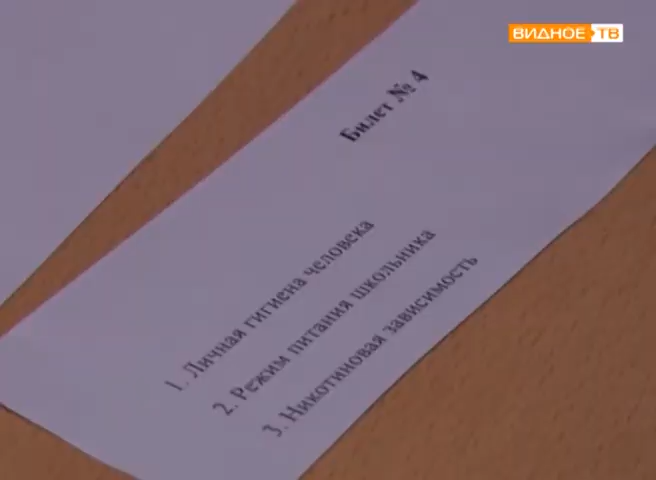 ВИДНОЕ ТВ
Билет № 4
1. Личная гигиена человека
2. Режим питания школьника
3. Никотиновая зависимость